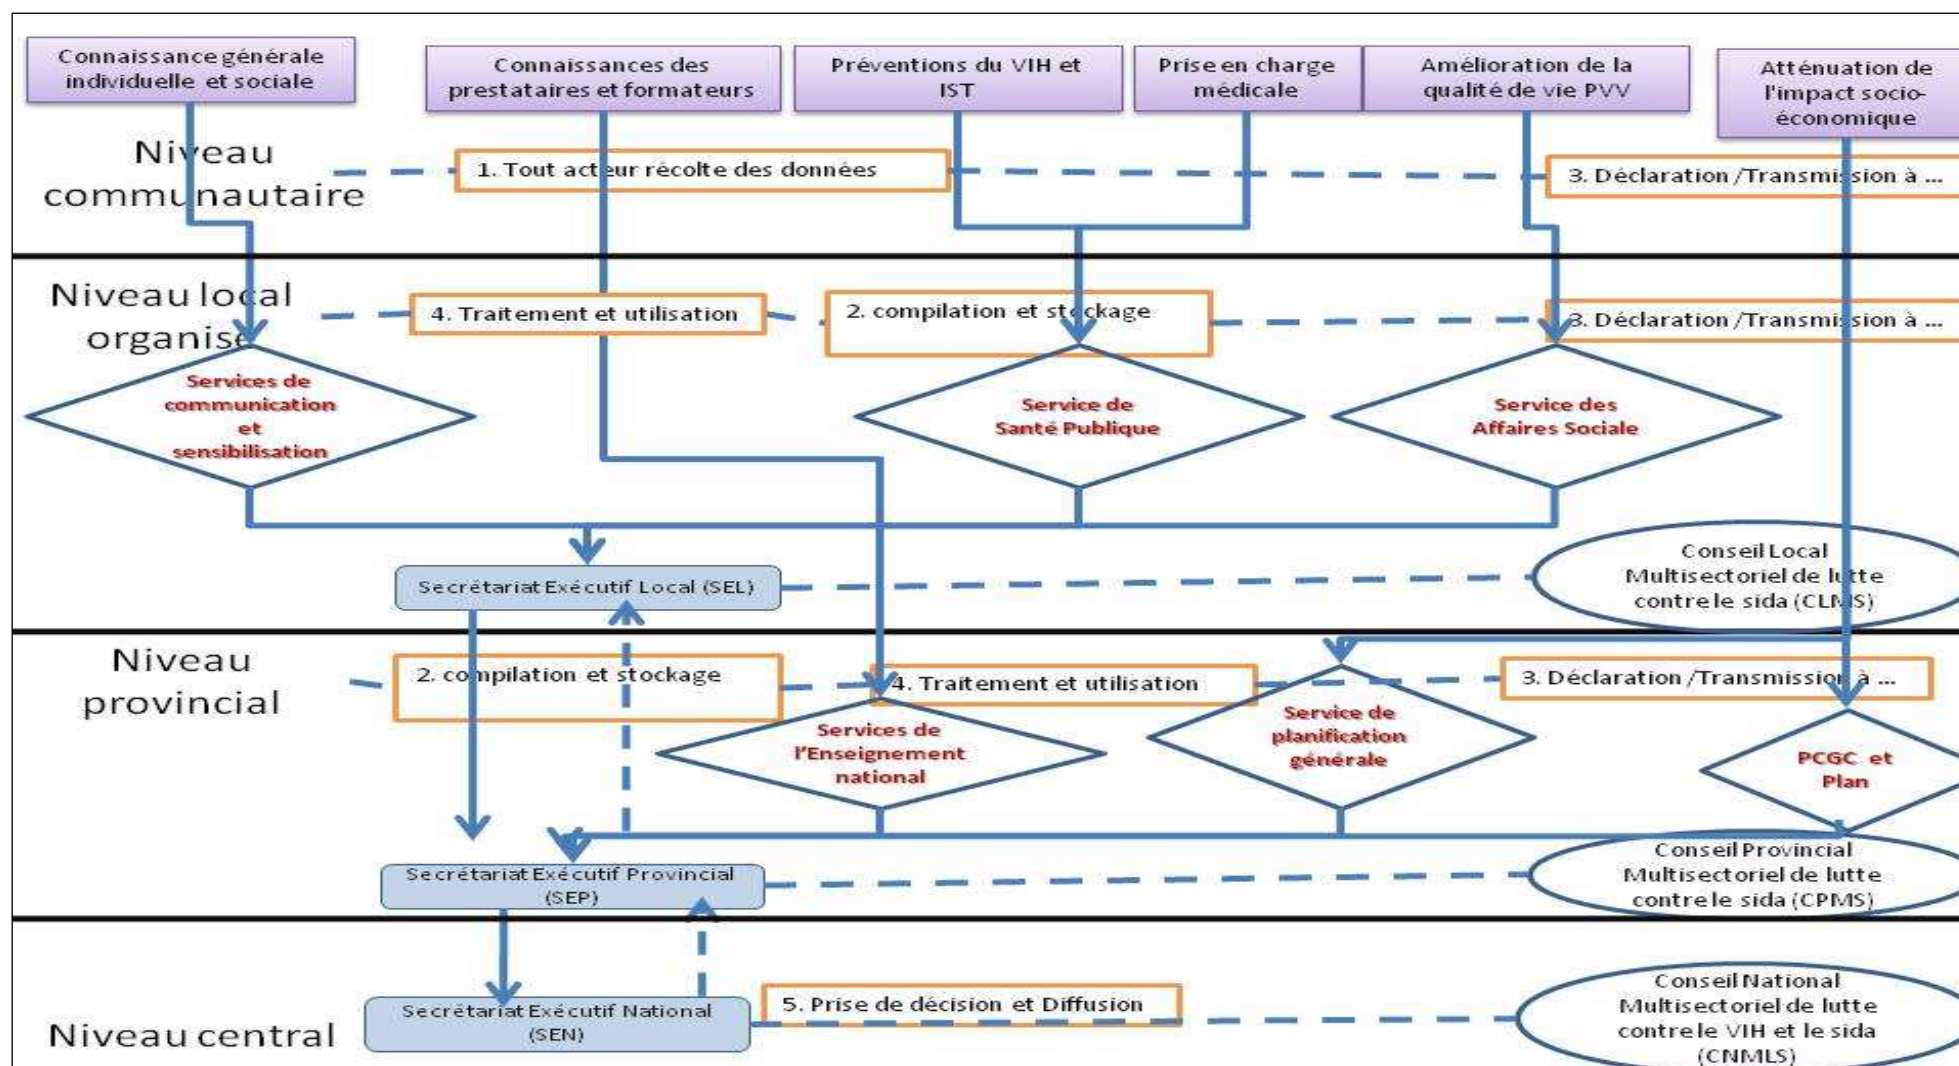 Connaissance générale
individuelle et sociale
Connaissances des
prestataires et formateurs
Préventions du VIH et
IST
Prise en charge
médicale
Amélioration de la
qualité de vie PVV
Atténuation de
l'impact socio-
économique
Niveau
communautaire
1. Tout acteur récolte des données
3. Déclaration /Transmission à ...
Niveau local
organisé
4. Traitement et utilisation
2. compilation et stockage
3. Déclaration /Transmission à ...
Services de
communication
et
sensibilisation
Service de
Santé Publique
Service des
Affaires Sociale
Secrétariat Exécutif Local (SEL)
Conseil Local
Multisectoriel de lutte
contre le sida (CLMS)
Niveau
provincial
2. compilation et stockage
4. Traitement et utilisation
3. Déclaration /Transmission à ...
Services de
l'Enseignement
national
Service de
planification
générale
PCGC et
Plan
Secrétariat Exécutif Provincial
(SEP)
Conseil Provincial
Multisectoriel de lutte
contre le sida (CPMS)
Niveau central
Secrétariat Exécutif National
(SEN)
5. Prise de décision et Diffusion
Conseil National
Multisectoriel de lutte
contre le VIH et le sida
(CNMLS)